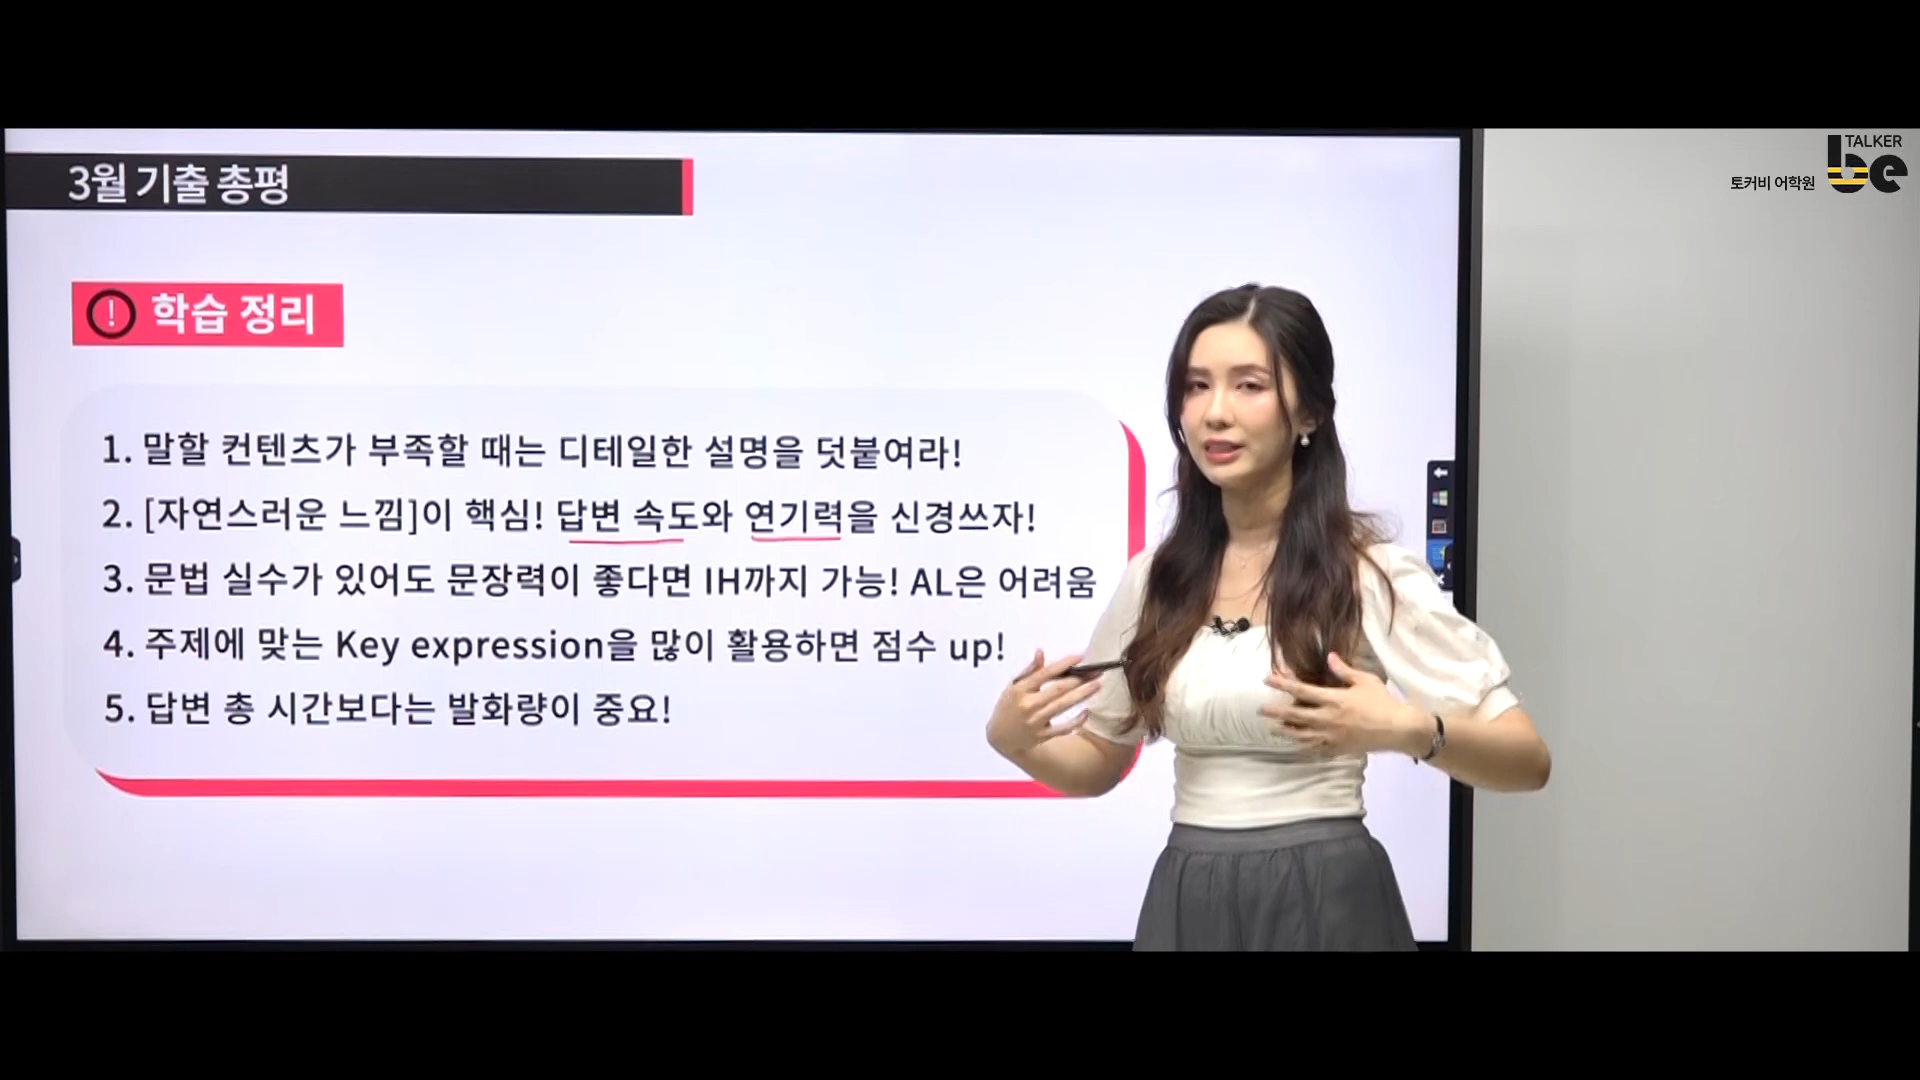 TALKER
be
토커비 어학원
3월 기출 총평
! 학습 정리
1. 말할 컨텐츠가 부족할 때는 디테일한 설명을 덧붙여라!
2. [자연스러운 느낌]이 핵심! 답변 속도와 연기력을 신경쓰자!
3. 문법 실수가 있어도 문장력이 좋다면 IH까지 가능! AL은 어려움
4. 주제에 맞는 Key expression을 많이 활용하면 점수 up!
5. 답변 총 시간보다는 발화량이 중요!